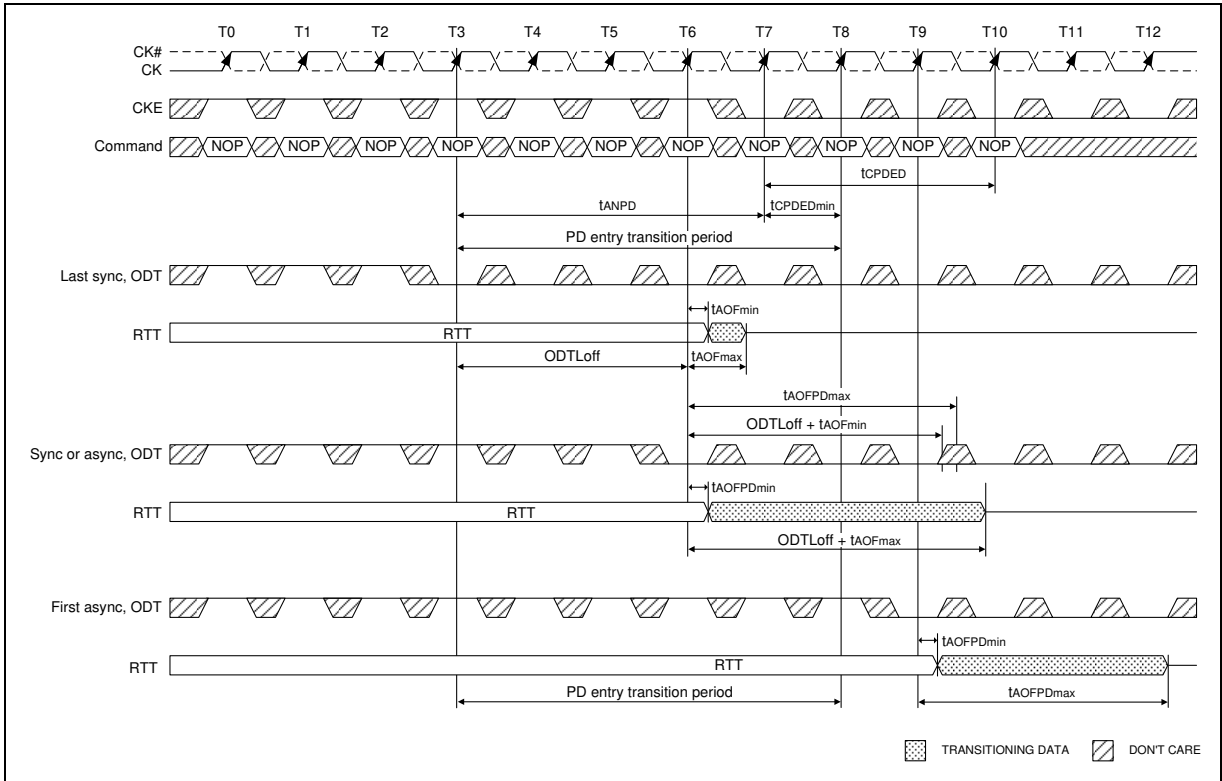 T0 T1 T2 T3 T4 T5 T6 T7 T8 T9 T10 T11 T12
CK#
CK
CKE
Command NOP NOP NOP NOP NOP NOP NOP NOP NOP NOP NOP
tCPDED
tANPD tCPDEDmin
PD entry transition period
Last sync, ODT
tAOFmin
RTT RTT
ODTLoff tAOFmax
tAOFPDmax
ODTLoff + tAOFmin
Sync or async, ODT
tAOFPDmin
RTT RTT
ODTLoff + tAOFmax
First async, ODT
tAOFPDmin
RTT RTT
PD entry transition period tAOFPDmax
TRANSITIONING DATA DON'T CARE